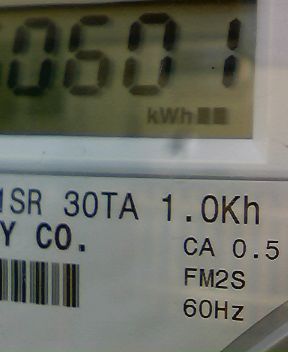 0601
kWh
1SR 30TA 1.0Kh
Y CO.
CA 0.5
FM2S
60Hz